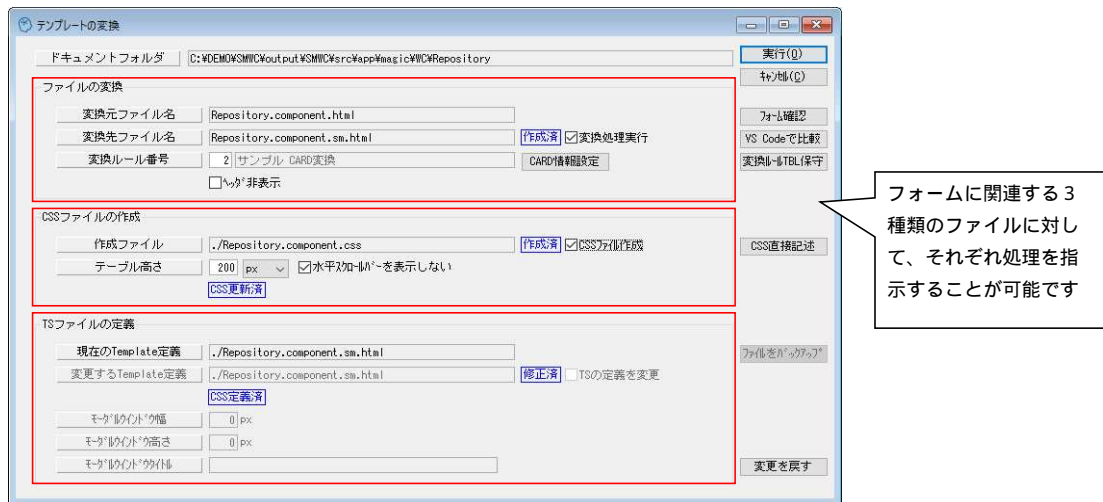 テンプレートの変換
ドキュメントフォルダ C:¥DEMO¥SMWC¥output¥SMWC¥src¥app¥magic¥WC¥Repository 実行(O)
ｷｬﾝｾﾙ(C)
ファイルの変換
変換元ファイル名 Repository.component.html ﾌｫｰﾑ確認
変換先ファイル名 Repository.component.sm.html 作成済 変換処理実行 VS Codeで比較
変換ルール番号 2 サンプル CARD変換 CARD情報設定 変換ﾙｰﾙTBL保守
ﾍｯﾀﾞ非表示
CSSファイルの作成
作成ファイル ./Repository.component.css 作成済 CSSﾌｧｲﾙ作成 CSS直接記述
テーブル高さ 200 px 水平ｽｸﾛｰﾙﾊﾞｰを表示しない
CSS更新済
TSファイルの定義
現在のTemplate定義 ./Repository.component.sm.html ﾌｧｲﾙをﾊﾞｯｸｱｯﾌﾟ
変更するTemplate定義 ./Repository.component.sm.html 修正済 TSの定義を変更
CSS定義済
ﾓｰﾀﾞﾙｳｨﾝﾄﾞｳ幅 0 px
ﾓｰﾀﾞﾙｳｨﾝﾄﾞｳ高さ 0 px
ﾓｰﾀﾞﾙｳｨﾝﾄﾞｳﾀｲﾄﾙ 変更を戻す
フォームに関連する３
種類のファイルに対し
て、それぞれ処理を指
示することが可能です